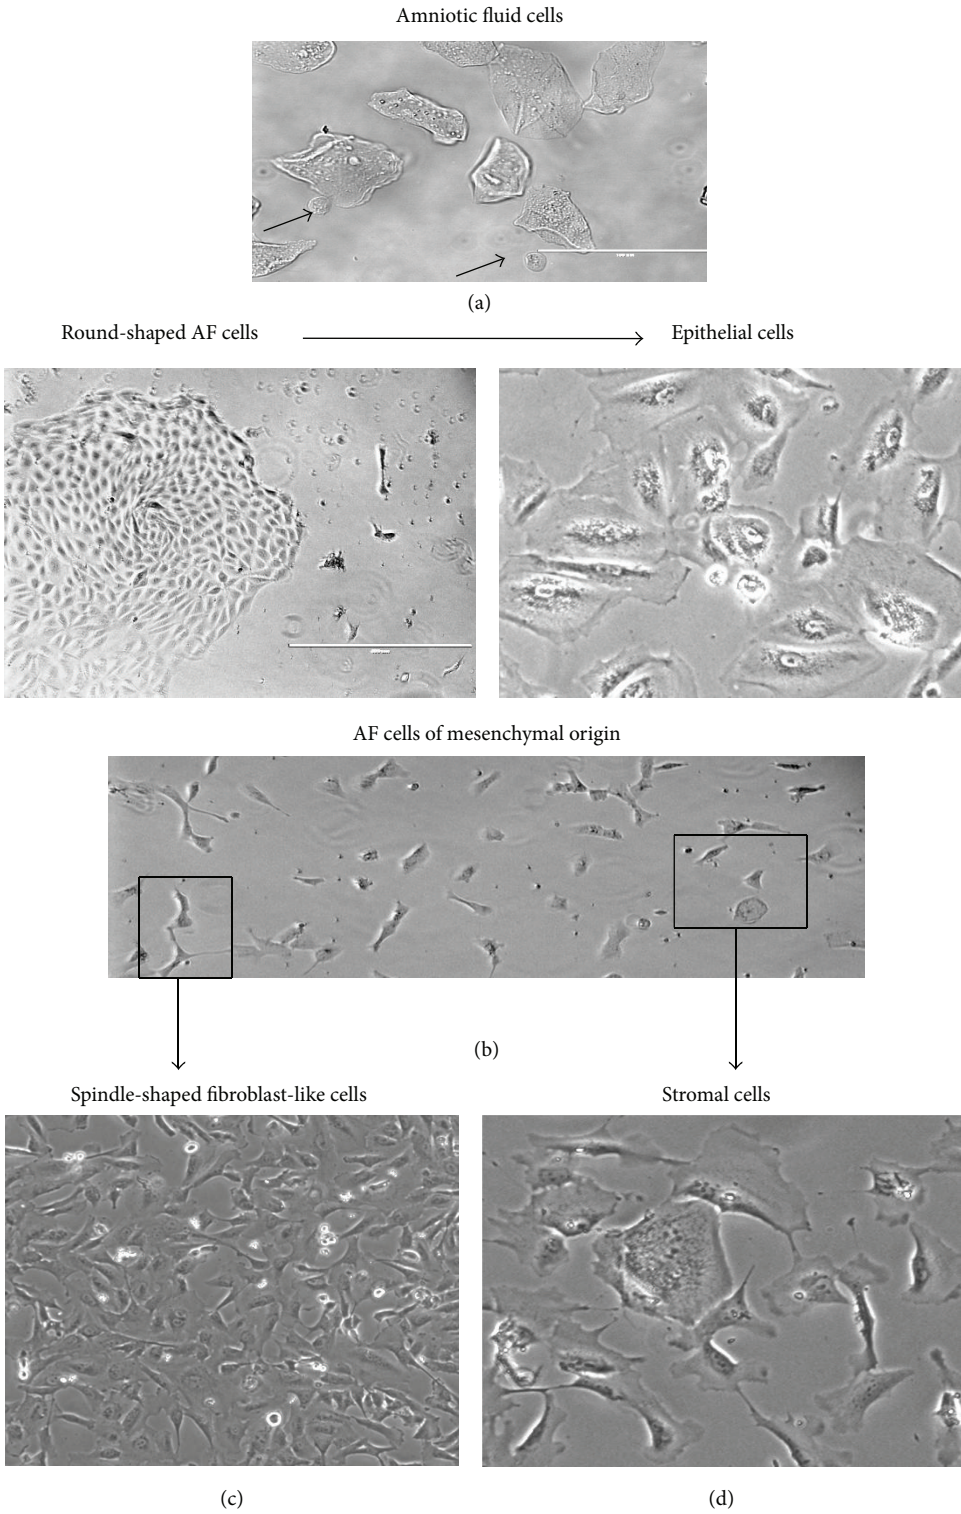 Amniotic fluid cells
(a)
Round-shaped AF cells
Epithelial cells
AF cells of mesenchymal origin
(b)
Spindle-shaped fibroblast-like cells
Stromal cells
(c)
(d)